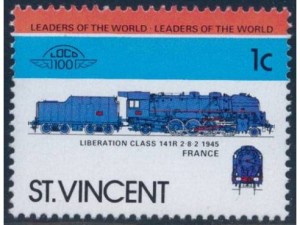 LEADERS OF THE WORLD · LEADERS OF THE WORLD
LOCO
100
1c
LIBERATION CLASS 141R 2-8-2 1945
FRANCE
ST. VINCENT